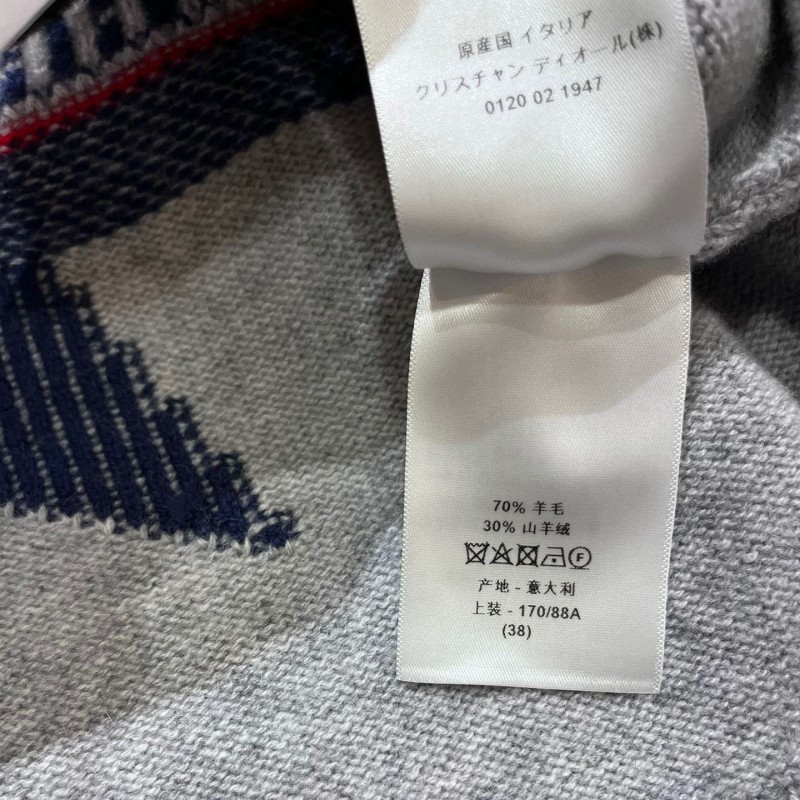 原産国 イタリア
クリスチャン ディオール(株)
0120 02 1947
70% 羊毛
30% 山羊绒
F
产地 - 意大利
上装 - 170/88A
(38)